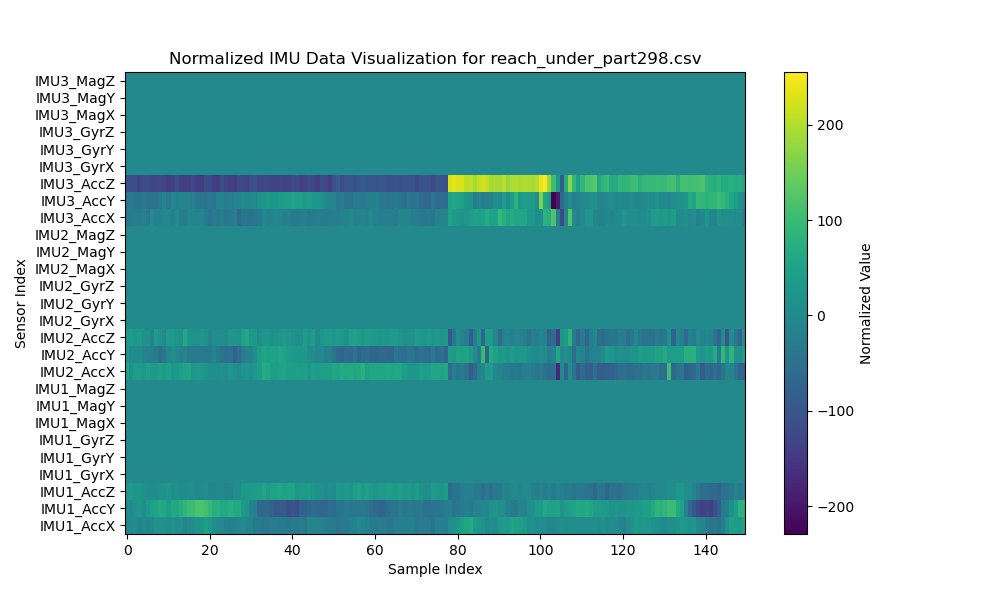 Normalized IMU Data Visualization for reach_under_part298.csv
IMU3_MagZ
IMU3_MagY
IMU3_MagX
IMU3_GyrZ
IMU3_GyrY
IMU3_GyrX
IMU3_AccZ
IMU3_AccY
IMU3_AccX
IMU2_MagZ
IMU2_MagY
IMU2_MagX
IMU2_GyrZ
IMU2_GyrY
IMU2_GyrX
IMU2_AccZ
IMU2_AccY
IMU2_AccX
IMU1_MagZ
IMU1_MagY
IMU1_MagX
IMU1_GyrZ
IMU1_GyrY
IMU1_GyrX
IMU1_AccZ
IMU1_AccY
IMU1_AccX
Sensor Index
0 20 40 60 80 100 120 140
Sample Index
200
100
0
−100
−200
Normalized Value